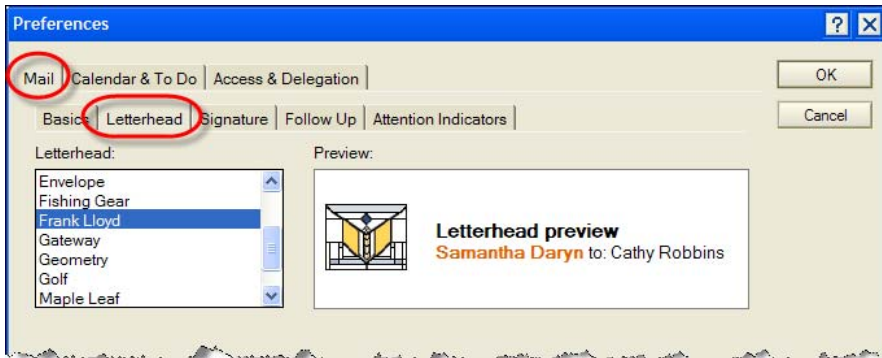 Preferences
Mail Calendar & To Do Access & Delegation OK
Basics Letterhead Signature Follow Up Attention Indicators Cancel
Letterhead: Preview:
Envelope
Fishing Gear
Frank Lloyd
Gateway
Geometry
Golf
Maple Leaf
Letterhead preview
Samantha Daryn to: Cathy Robbins